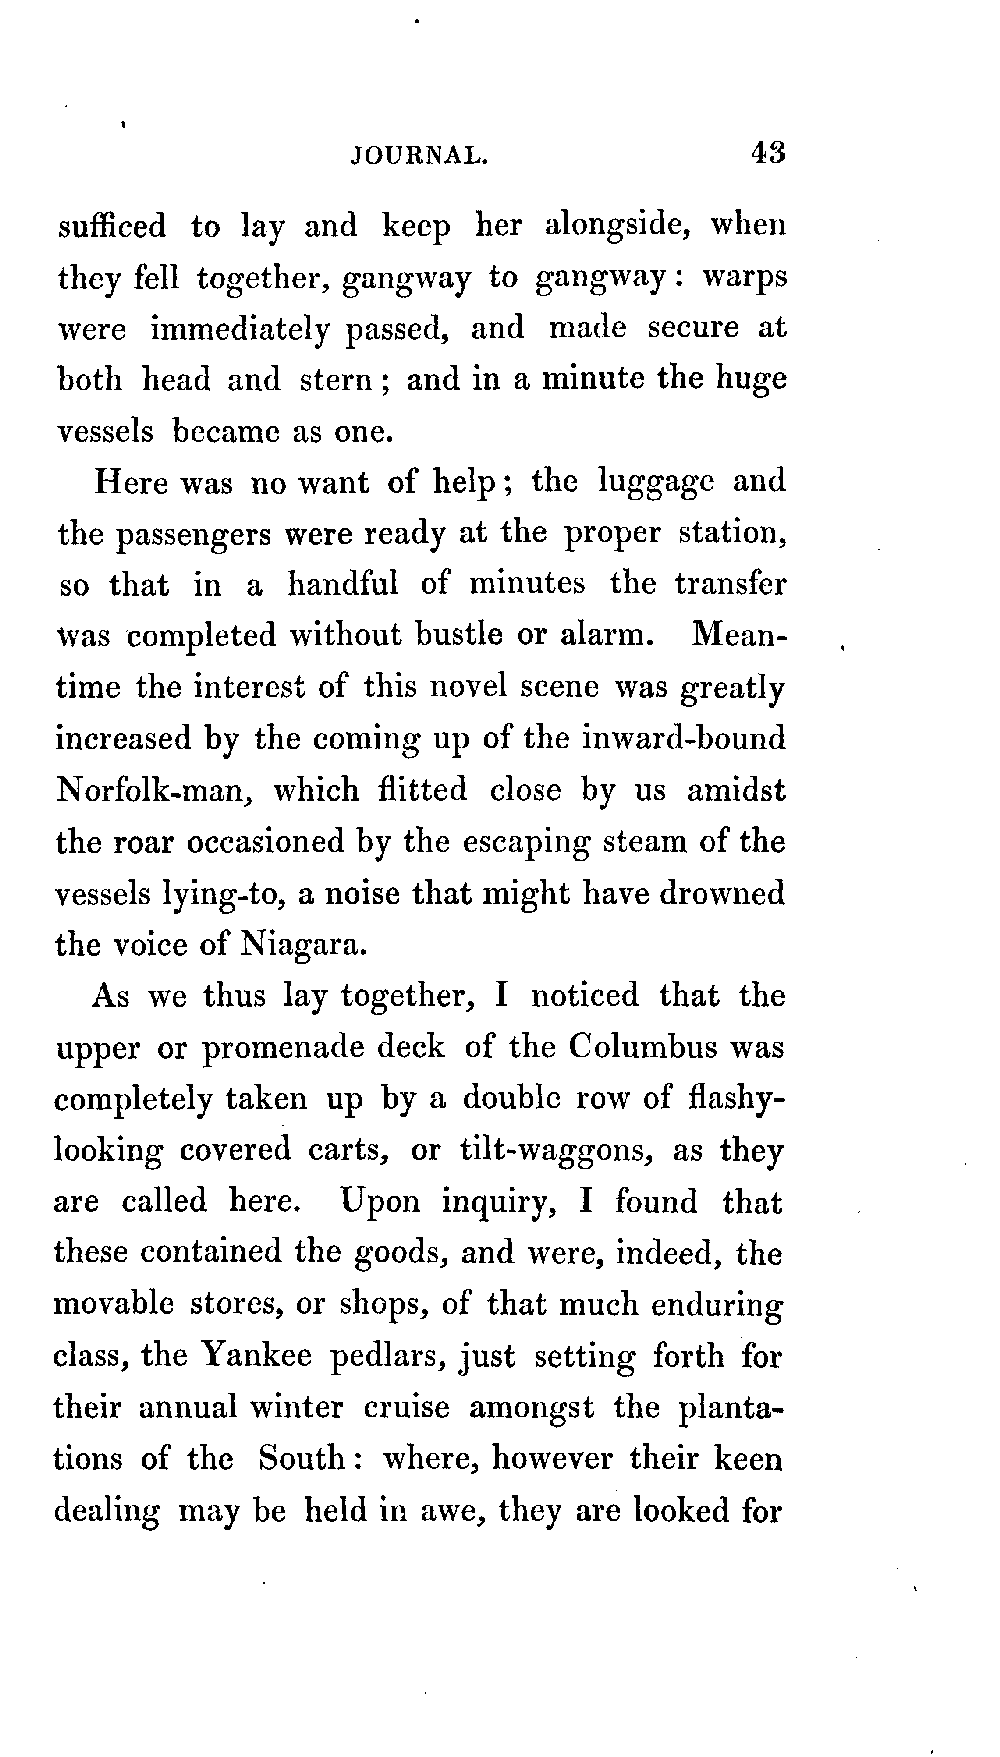 JOURNAL. 43
sufficed to lay and keep her alongside, when
they fell together, gangway to gangway : warps
were immediately passed, and made secure at
both head and stern ; and in a minute the huge
vessels became as one.
Here was no want of help ; the luggage and
the passengers were ready at the proper station,
so that in a handful of minutes the transfer
was completed without bustle or alarm. Mean-
time the interest of this novel scene was greatly
increased by the coming up of the inward-bound
Norfolk-man, which flitted close by us amidst
the roar occasioned by the escaping steam of the
vessels lying-to, a noise that might have drowned
the voice of Niagara.
As we thus lay together, I noticed that the
upper or promenade deck of the Columbus was
completely taken up by a double row of flashy-
looking covered carts, or tilt-waggons, as they
are called here. Upon inquiry, I found that
these contained the goods, and were, indeed, the
movable stores, or shops, of that much enduring
class, the Yankee pedlars, just setting forth for
their annual winter cruise amongst the planta-
tions of the South : where, however their keen
dealing may be held in awe, they are looked for